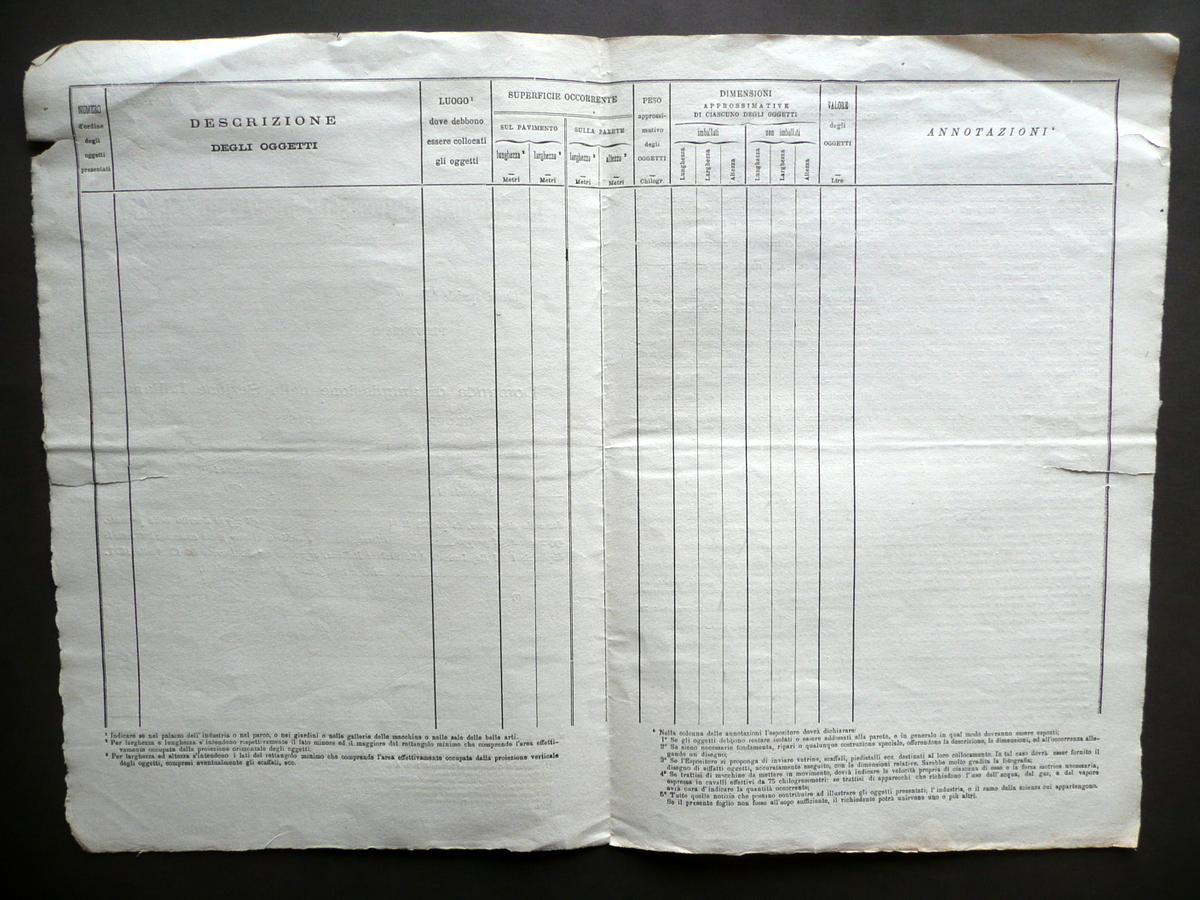 NUMERO
d'ordine
degli
oggetti
presentati
DESCRIZIONE
DEGLI OGGETTI
LUOGO¹
dove debbono
essere collocati
gli oggetti
SUPERFICIE OCCORRENTE
SUL PAVIMENTO
SULLA PARETE
lunghezza ²
larghezza ²
larghezza ³
altezza ³
Metri
Metri
Metri
Metri
PESO
approssi-
mativo
degli
OGGETTI
Chilogr.
DIMENSIONI
APPROSSIMATIVE
DI CIASCUNO DEGLI OGGETTI
imballati
non imballati
Lunghezza
Larghezza
Altezza
Lunghezza
Larghezza
Altezza
VALORE
degli
OGGETTI
Lire
ANNOTAZIONI⁴
¹ Indicare se nel palazzo dell'industria o nel parco, o nei giardini o nelle gallerie delle macchine o nelle sale delle belle arti.
² Per larghezza e lunghezza s'intendono rispettivamente il lato minore ed il maggiore del rettangolo minimo che comprende l'area effetti-
vamente occupata dalla proiezione orizzontale degli oggetti.
³ Per larghezza ed altezza s'intendono i lati del rettangolo minimo che comprende l'area effettivamente occupata dalla proiezione verticale
degli oggetti, compresi eventualmente gli scaffali, ecc.
⁴ Nella colonna delle annotazioni l'espositore dovrà dichiarare:
1° Se gli oggetti debbono restare isolati o essere addossati alla parete, e in generale in qual modo dovranno essere esposti;
2° Se sieno necessarie fondamenta, ripari o qualunque costruzione speciale, offerendone la descrizione, le dimensioni, ed all'occorrenza alle-
gando un disegno;
3° Se l'Espositore si proponga di inviare vetrine, scaffali, piedistalli ecc. destinati al loro collocamento. In tal caso dovrà esser fornito il
disegno di siffatti oggetti, accuratamente eseguito, con le dimensioni relative. Sarebbe molto gradita la fotografia;
4° Se trattisi di macchine da mettere in movimento, dovrà indicare la velocità propria di ciascuna di esse e la forza motrice necessaria,
espressa in cavalli effettivi da 75 chilogrammetri: se trattisi di apparecchi che richiedono l'uso dell'acqua, del gas, o del vapore
avrà cura d'indicare la quantità occorrente;
5° Tutte quelle notizie che possono contribuire ad illustrare gli oggetti presentati, l'industria, o il ramo della scienza cui appartengono.
Se il presente foglio non fosse all'uopo sufficiente, il richiedente potrà unirvene uno o più altri.